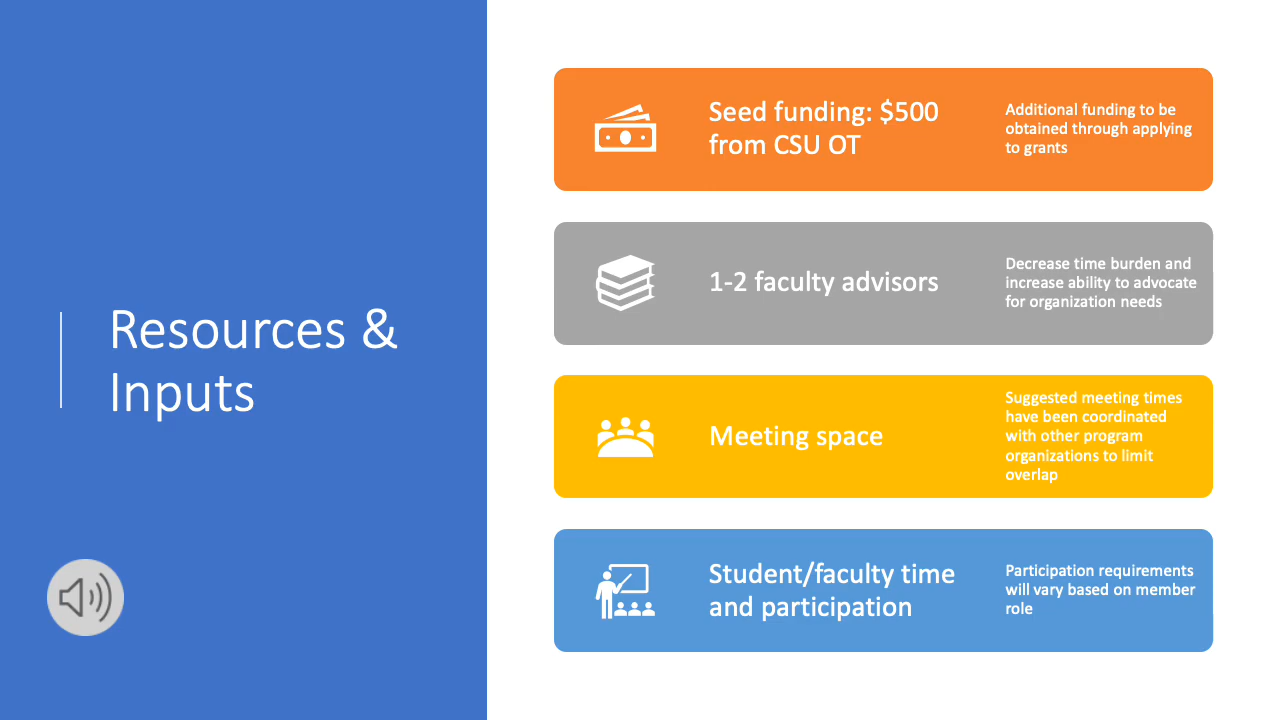 Resources &
Inputs
Seed funding: $500
from CSU OT
Additional funding to be
obtained through applying
to grants
1-2 faculty advisors
Decrease time burden and
increase ability to advocate
for organization needs
Meeting space
Suggested meeting times
have been coordinated
with other program
organizations to limit
overlap
Student/faculty time
and participation
Participation requirements
will vary based on member
role